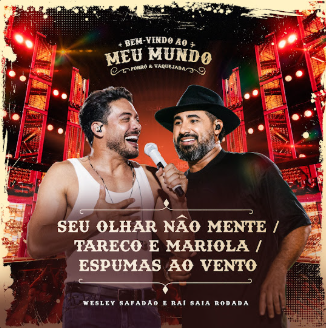 BEM-VINDO AO
MEU MUNDO
FORRÓ & VAQUEJADA
SEU OLHAR NÃO MENTE /
TARECO E MARIOLA /
ESPUMAS AO VENTO
WESLEY SAFADÃO E RAÍ SAIA RODADA